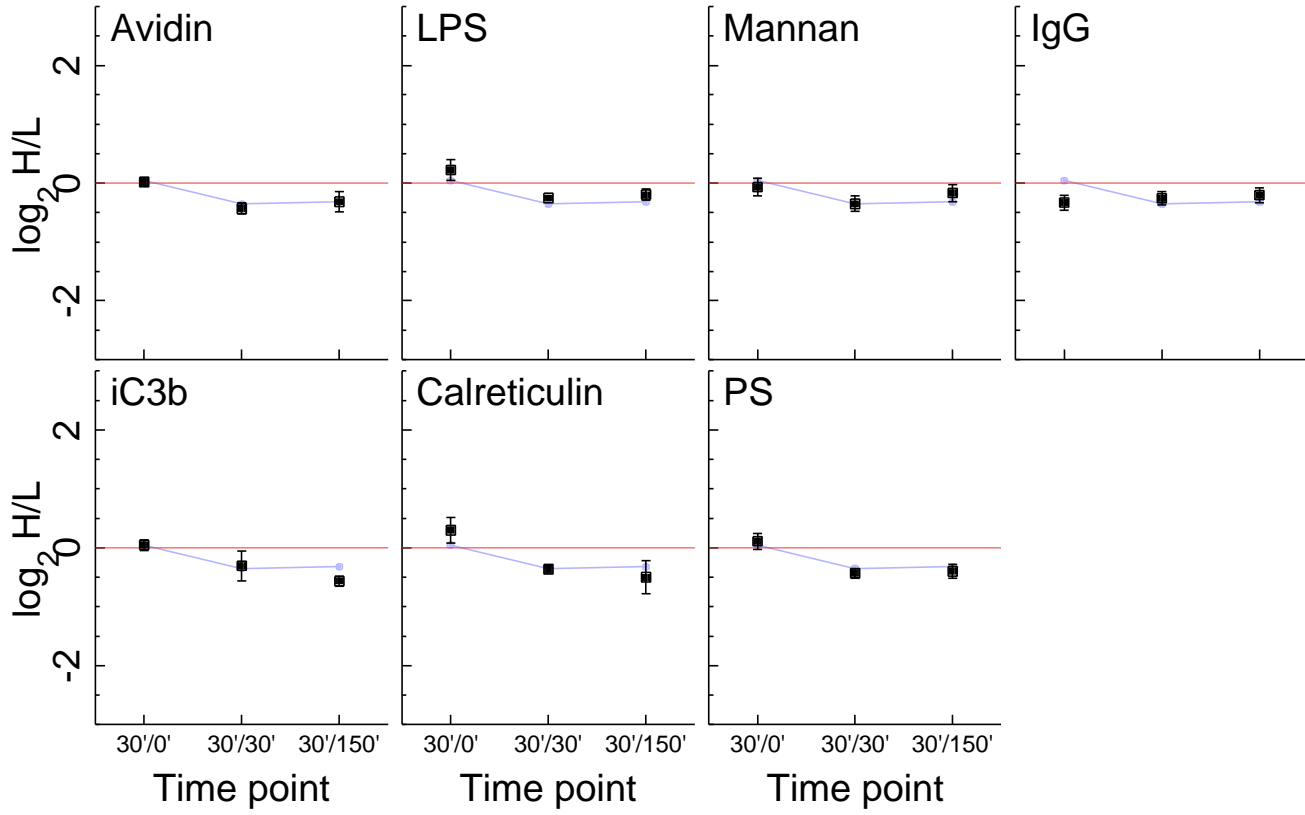 Avidin LPS Mannan IgG
log2 H/L
2
0
-2
iC3b Calreticulin PS
log2 H/L
2
0
-2
30'/0' 30'/30' 30'/150' 30'/0' 30'/30' 30'/150' 30'/0' 30'/30' 30'/150'
Time point Time point Time point